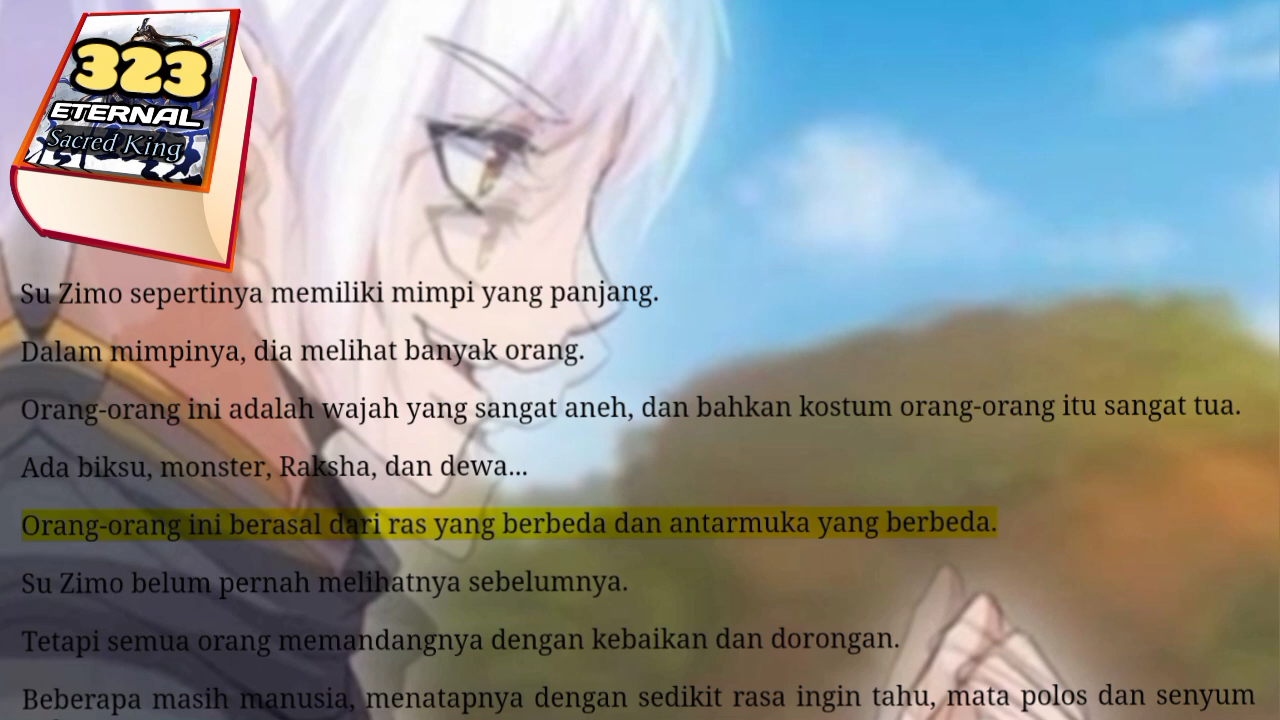 323
ETERNAL
Sacred King
Su Zimo sepertinya memiliki mimpi yang panjang.
Dalam mimpinya, dia melihat banyak orang.
Orang-orang ini adalah wajah yang sangat aneh, dan bahkan kostum orang-orang itu sangat tua.
Ada biksu, monster, Raksha, dan dewa...
Orang-orang ini berasal dari ras yang berbeda dan antarmuka yang berbeda.
Su Zimo belum pernah melihatnya sebelumnya.
Tetapi semua orang memandangnya dengan kebaikan dan dorongan.
Beberapa masih manusia, menatapnya dengan sedikit rasa ingin tahu, mata polos dan senyum